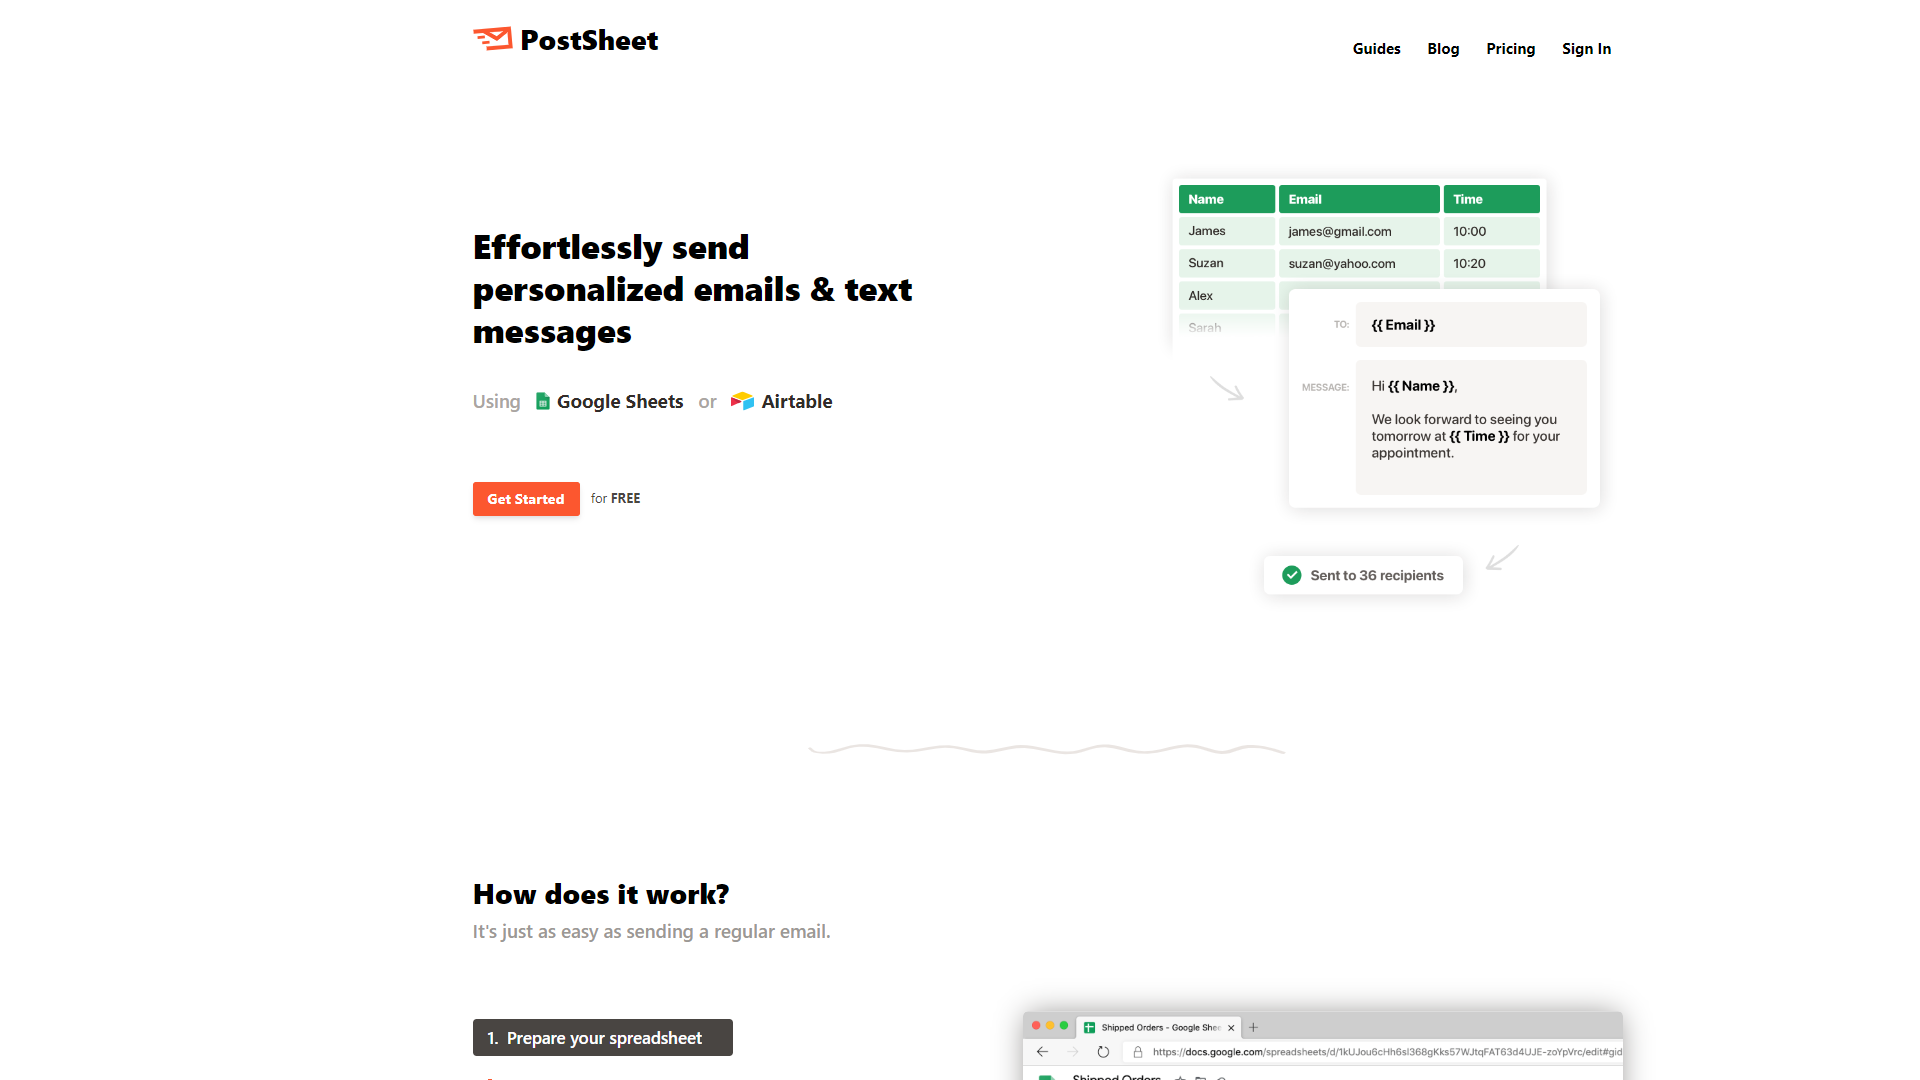 PostSheet
Guides
Blog
Pricing
Sign In
Effortlessly send
personalized emails & text
messages
Using Google Sheets or Airtable
Get Started for FREE
Name Email Time
James james@gmail.com 10:00
Suzan suzan@yahoo.com 10:20
Alex
Sarah
TO: {{ Email }}
MESSAGE: Hi {{ Name }},
We look forward to seeing you
tomorrow at {{ Time }} for your
appointment.
Sent to 36 recipients
How does it work?
It's just as easy as sending a regular email.
1. Prepare your spreadsheet
Shipped Orders - Google Shee
https://docs.google.com/spreadsheets/d/1kUJou6cHh6sl368gKks57WJtqFAT63d4UJE-zoYpVrc/edit#gid
Shipped Orders